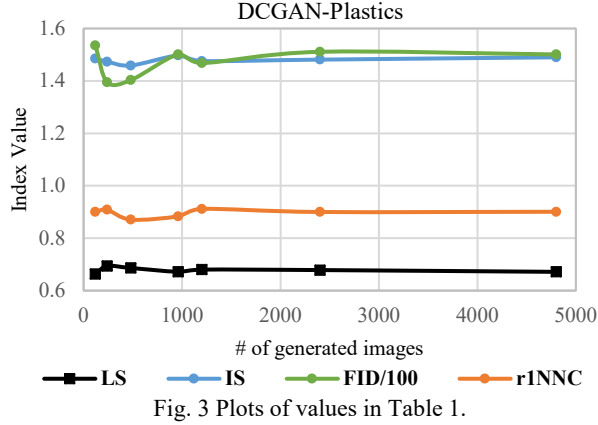 DCGAN-Plastics
1.6
1.4
1.2
1.0
0.8
0.6
Index Value
0 1000 2000 3000 4000 5000
# of generated images
LS IS FID/100 r1NNC
Fig. 3 Plots of values in Table 1.